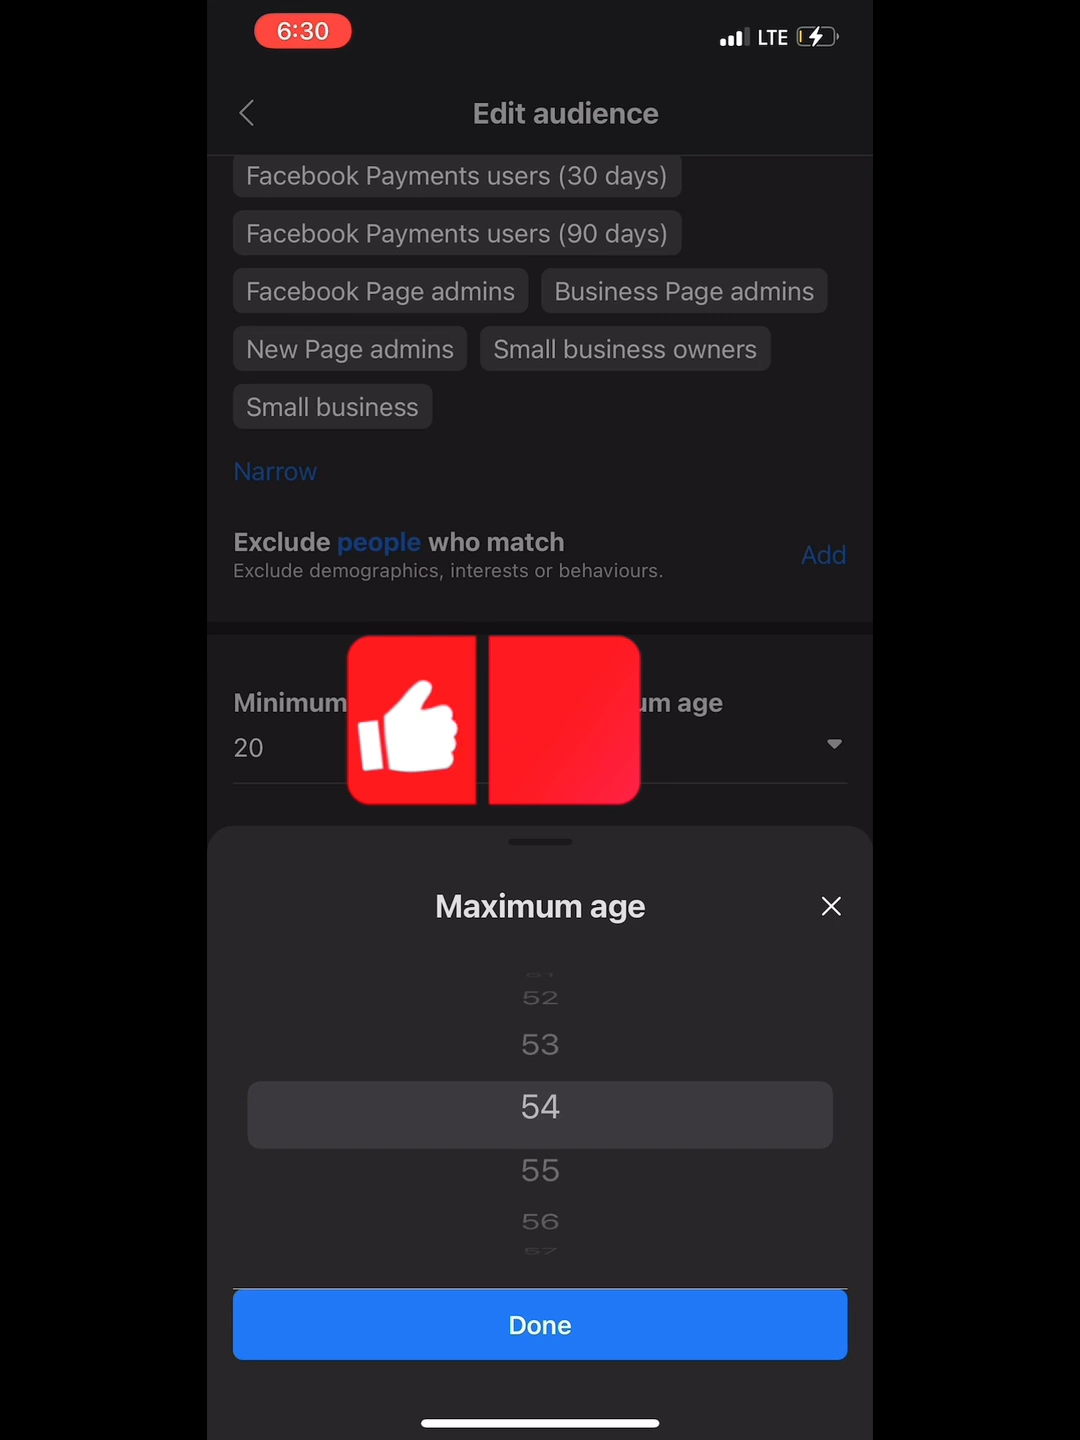 6:30
LTE
Edit audience
Facebook Payments users (30 days)
Facebook Payments users (90 days)
Facebook Page admins
Business Page admins
New Page admins
Small business owners
Small business
Narrow
Exclude people who match
Exclude demographics, interests or behaviours.
Add
Minimum
um age
20
Maximum age
52
53
54
55
56
57
Done